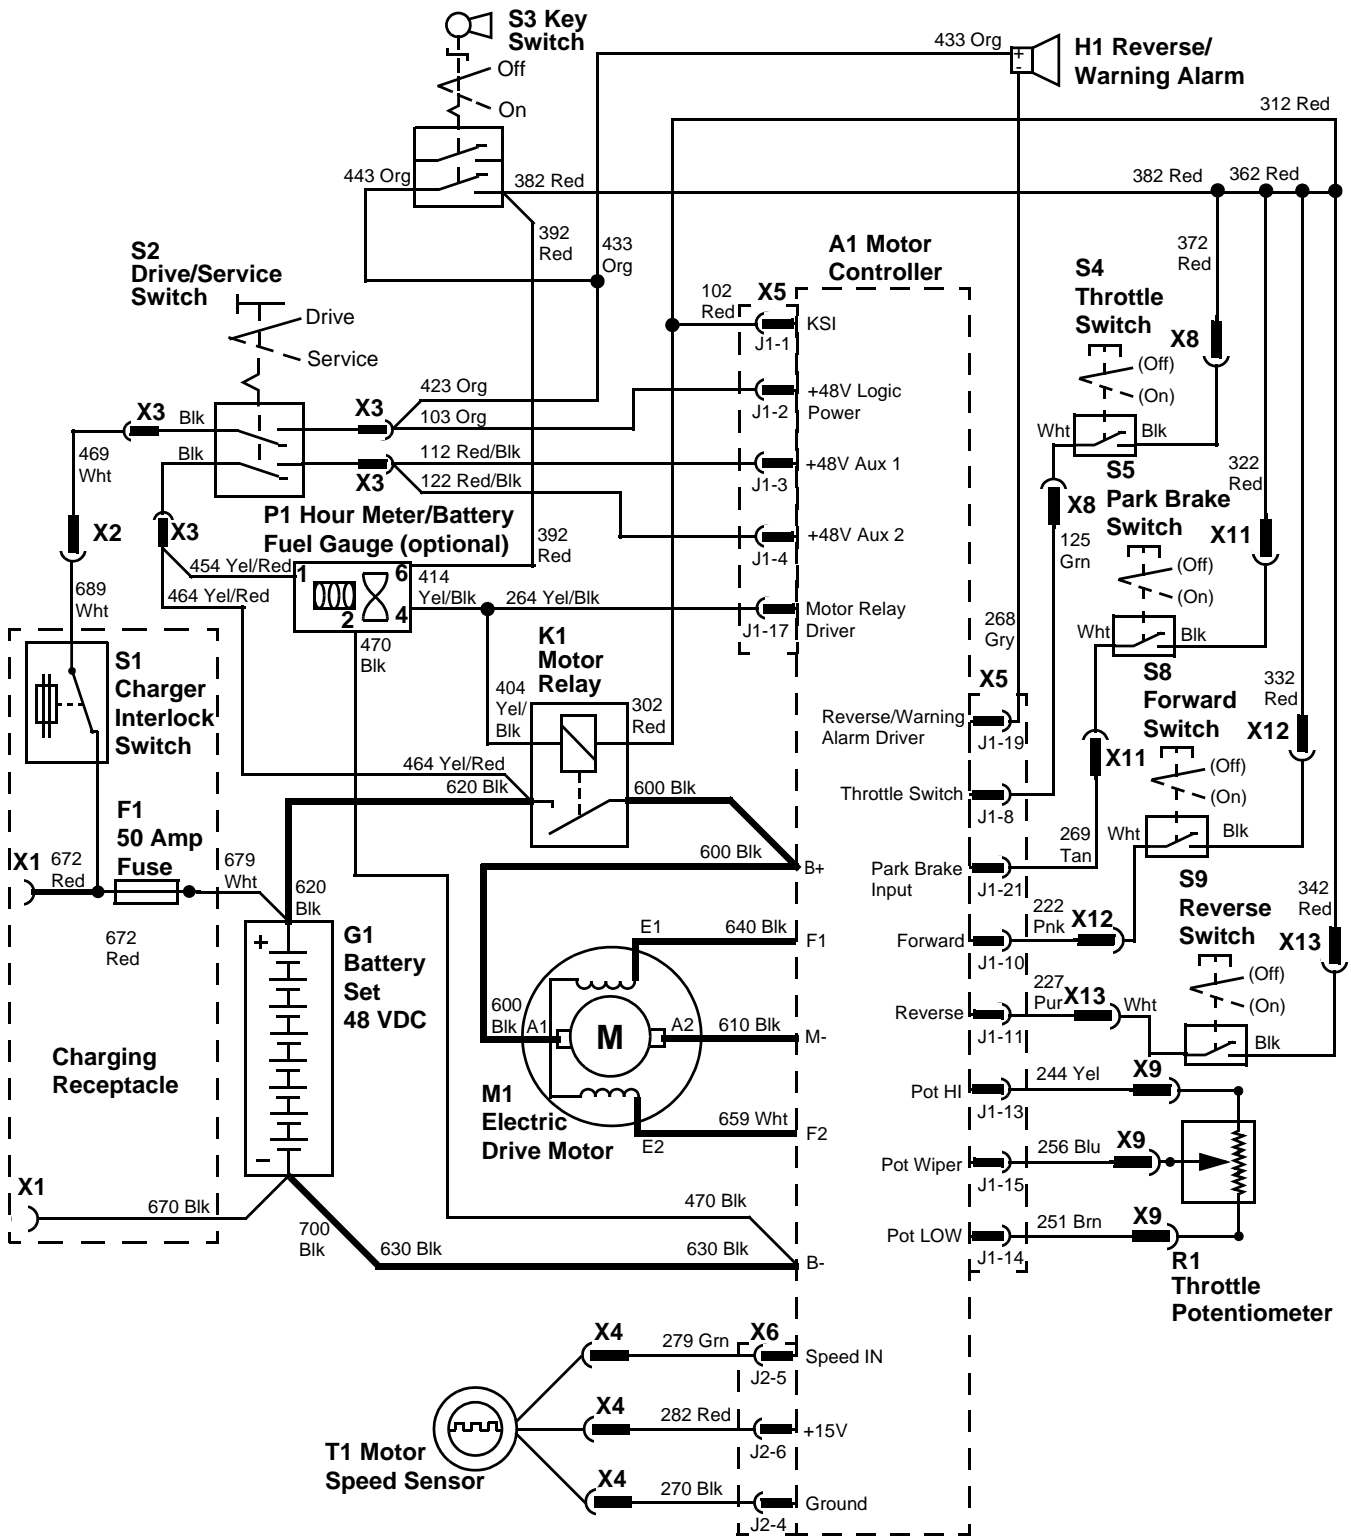 S3 Key
Switch
Off
On
433 Org
+
-
H1 Reverse/
Warning Alarm
312 Red
443 Org
382 Red
382 Red
362 Red
392
Red
433
Org
S2
Drive/Service
Switch
Drive
Service
A1 Motor
Controller
102
Red
X5
KSI
J1-1
372
Red
S4
Throttle
Switch
X8
(Off)
(On)
Wht
Blk
423 Org
103 Org
X3
Blk
X3
+48V Logic
Power
J1-2
469
Wht
Blk
112 Red/Blk
X3
122 Red/Blk
+48V Aux 1
J1-3
S5
Park Brake
Switch
322
Red
X2
X3
P1 Hour Meter/Battery
Fuel Gauge (optional)
392
Red
+48V Aux 2
J1-4
X8
125
Grn
X11
(Off)
(On)
454 Yel/Red
464 Yel/Red
1
6
2
4
414
Yel/Blk
264 Yel/Blk
Motor Relay
Driver
J1-17
689
Wht
470
Blk
268
Gry
Wht
Blk
S1
Charger
Interlock
Switch
K1
Motor
Relay
404
Yel/
Blk
302
Red
X5
Reverse/Warning
Alarm Driver
J1-19
S8
Forward
Switch
332
Red
X12
X11
(Off)
(On)
464 Yel/Red
620 Blk
600 Blk
Throttle Switch
J1-8
F1
50 Amp
Fuse
269
Tan
Wht
Blk
X1
672
Red
679
Wht
620
Blk
600 Blk
B+
Park Brake
Input
J1-21
S9
Reverse
Switch
342
Red
X13
672
Red
+
G1
Battery
Set
48 VDC
E1
640 Blk
F1
Forward
J1-10
222
Pnk
X12
(Off)
(On)
600
Blk
A1
M
A2
610 Blk
M-
Reverse
J1-11
227
Pur
X13
Wht
Blk
Charging
Receptacle
M1
Electric
Drive Motor
659 Wht
E2
F2
Pot HI
J1-13
244 Yel
X9
-
Pot Wiper
J1-15
256 Blu
X9
X1
670 Blk
700
Blk
630 Blk
470 Blk
630 Blk
B-
Pot LOW
J1-14
251 Brn
X9
R1
Throttle
Potentiometer
X4
279 Grn
X6
Speed IN
J2-5
T1 Motor
Speed Sensor
X4
282 Red
+15V
J2-6
X4
270 Blk
Ground
J2-4